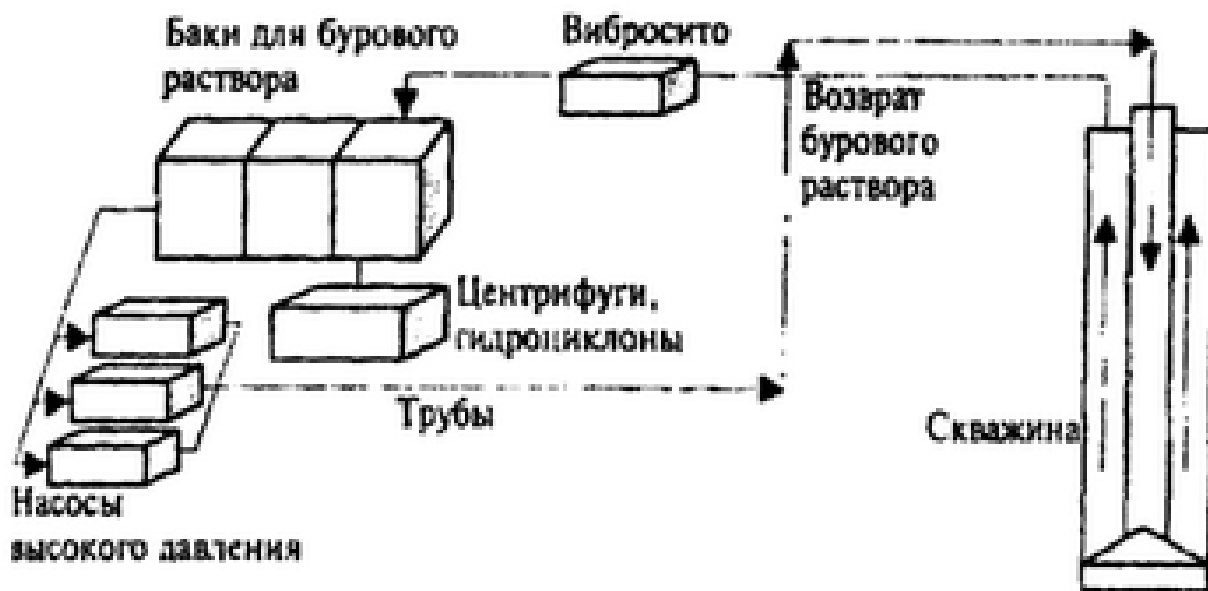 Баки для бурового
раствора
Вибросито
Возврат
бурового
раствора
Центрифуги,
гидроциклоны
Трубы
Скважина
Насосы
высокого давления